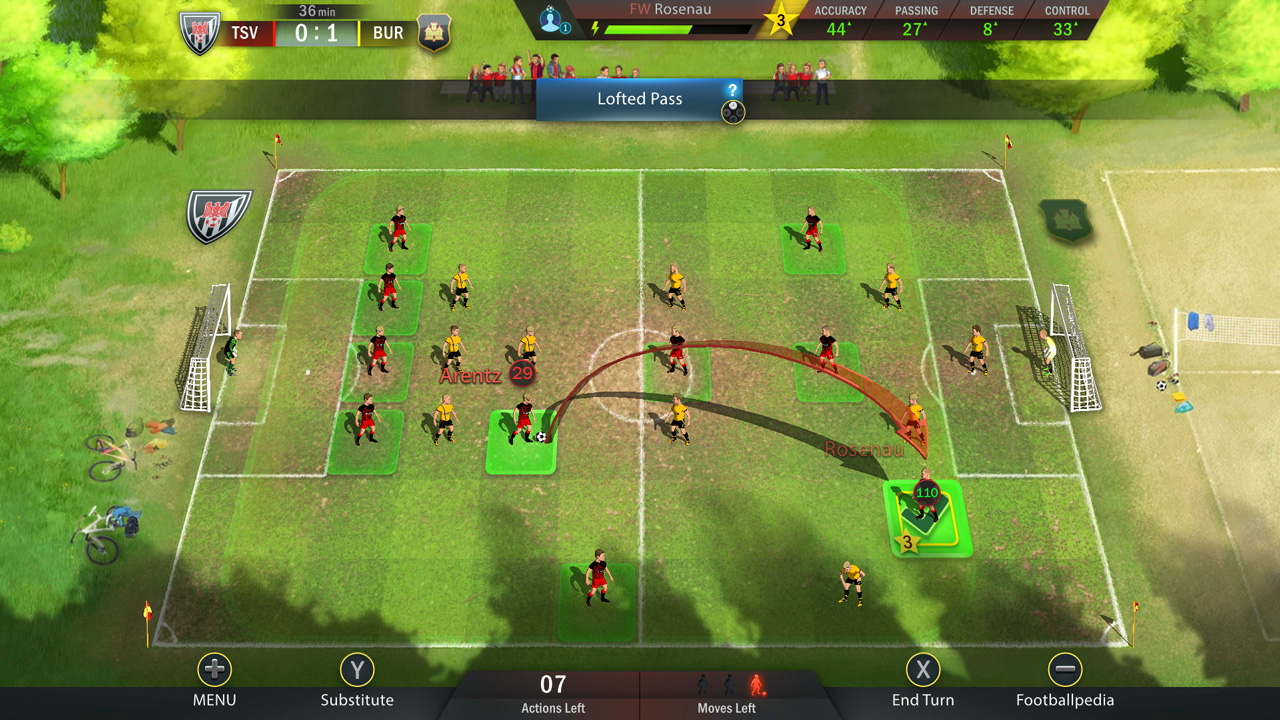 36 min
TSV 0 : 1 BUR
1
FW Rosenau
3
ACCURACY PASSING DEFENSE CONTROL
44 27 8 33
Lofted Pass
?
Arentz 29
Rosenau
110
3
+ Y X −
MENU Substitute End Turn Footballpedia
07
Actions Left Moves Left